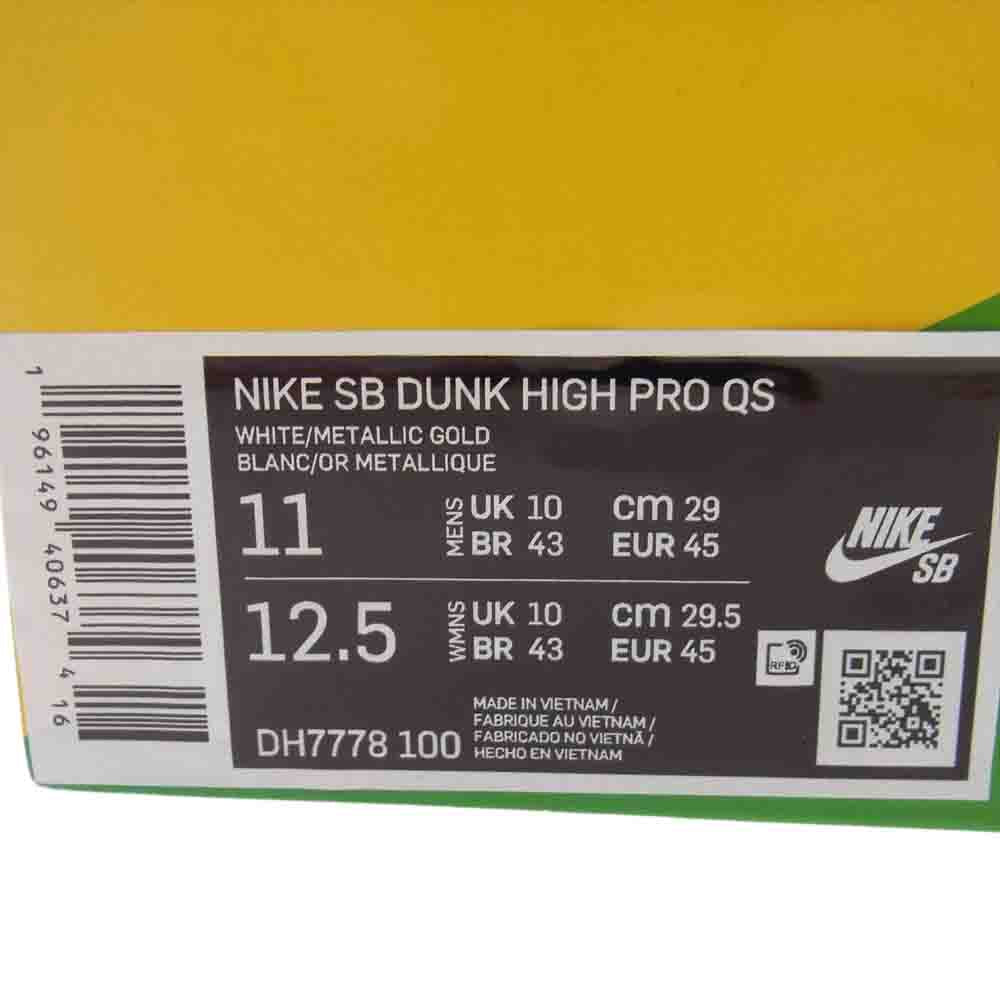 NIKE SB DUNK HIGH PRO QS
WHITE/METALLIC GOLD
BLANC/OR METALLIQUE
11 MENS UK 10 CM 29
BR 43 EUR 45
12.5 WMNS UK 10 CM 29.5
BR 43 EUR 45
DH7778 100
MADE IN VIETNAM /
FABRIQUE AU VIETNAM /
FABRICADO NO VIETNÃ /
HECHO EN VIETNAM
NIKE
SB
RFID
1 96149 40637 4 16